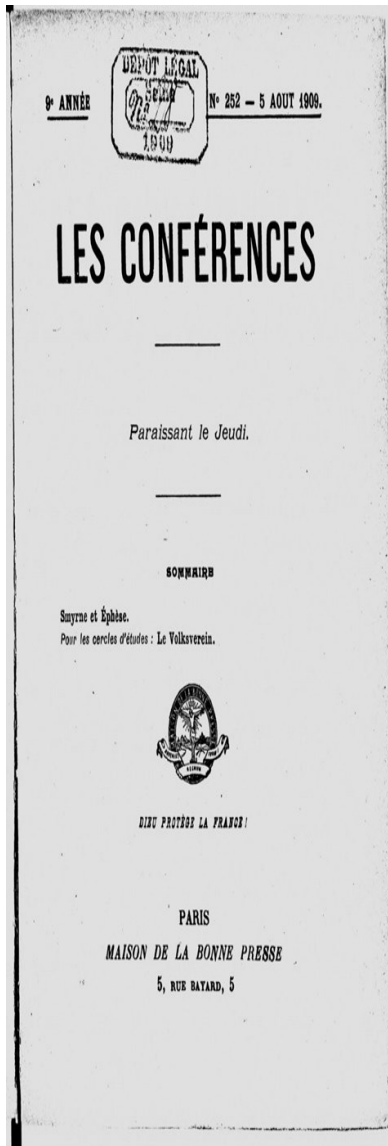 9e ANNÉE
DÉPOT LÉGAL
Seine
1909
No 252 — 5 AOUT 1909.
LES CONFÉRENCES
Paraissant le Jeudi.
SOMMAIRE
Smyrne et Éphèse.
Pour les cercles d'études : Le Volksverein.
DIEU PROTÈGE LA FRANCE !
PARIS
MAISON DE LA BONNE PRESSE
5, RUE BAYARD, 5